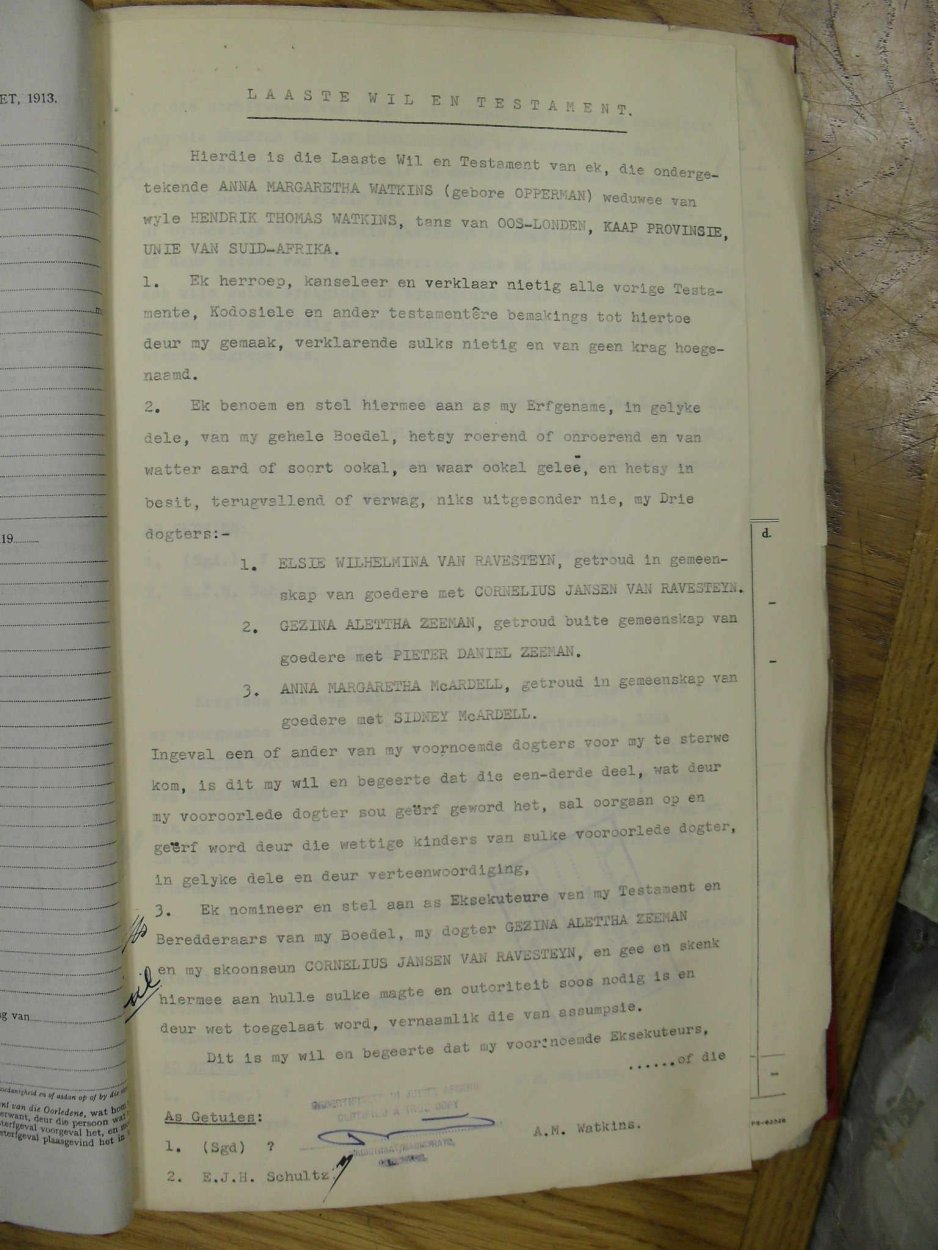 ET, 1913.
LAASTE WIL EN TESTAMENT.
Hierdie is die Laaste Wil en Testament van ek, die onderge-
tekende ANNA MARGARETHA WATKINS (gebore OPPERMAN) weduwee van
wyle HENDRIK THOMAS WATKINS, tans van OOS-LONDEN, KAAP PROVINSIE,
UNIE VAN SUID-AFRIKA.
1. Ek herroep, kanseleer en verklaar nietig alle vorige Testa-
mente, Kodosiele en ander testamentêre bemakings tot hiertoe
deur my gemaak, verklarende sulks nietig en van geen krag hoege-
naamd.
2. Ek benoem en stel hiermee aan as my Erfgename, in gelyke
dele, van my gehele Boedel, hetsy roerend of onroerend en van
watter aard of soort ookal, en waar ookal geleë, en hetsy in
besit, terugvallend of verwag, niks uitgesonder nie, my Drie
dogters:-
1. ELSIE WILHELMINA VAN RAVESTEYN, getroud in gemeen-
skap van goedere met CORNELIUS JANSEN VAN RAVESTEYN.
2. GEZINA ALETTHA ZEEMAN, getroud buite gemeenskap van
goedere met PIETER DANIEL ZEEMAN.
3. ANNA MARGARETHA McARDELL, getroud in gemeenskap van
goedere met SIDNEY McARDELL.
Ingeval een of ander van my voornoemde dogters voor my te sterwe
kom, is dit my wil en begeerte dat die een-derde deel, wat deur
my vooroorlede dogter sou geërf geword het, sal oorgaan op en
geërf word deur die wettige kinders van sulke vooroorlede dogter,
in gelyke dele en deur verteenwoordiging,
3. Ek nomineer en stel aan as Eksekuteure van my Testament en
Beredderaars van my Boedel, my dogter GEZINA ALETTHA ZEEMAN
en my skoonseun CORNELIUS JANSEN VAN RAVESTEYN, en gee en skenk
hiermee aan hulle sulke magte en outoriteit soos nodig is en
deur wet toegelaat word, vernaamlik die van assumpsie.
Dit is my wil en begeerte dat my voor:noemde Eksekuteurs,
......of die
As Getuies:
CERTIFIED A TRUE COPY
1. (Sgd) ?
A.M. Watkins.
2. E.J.H. Schultz
19
d.
g van